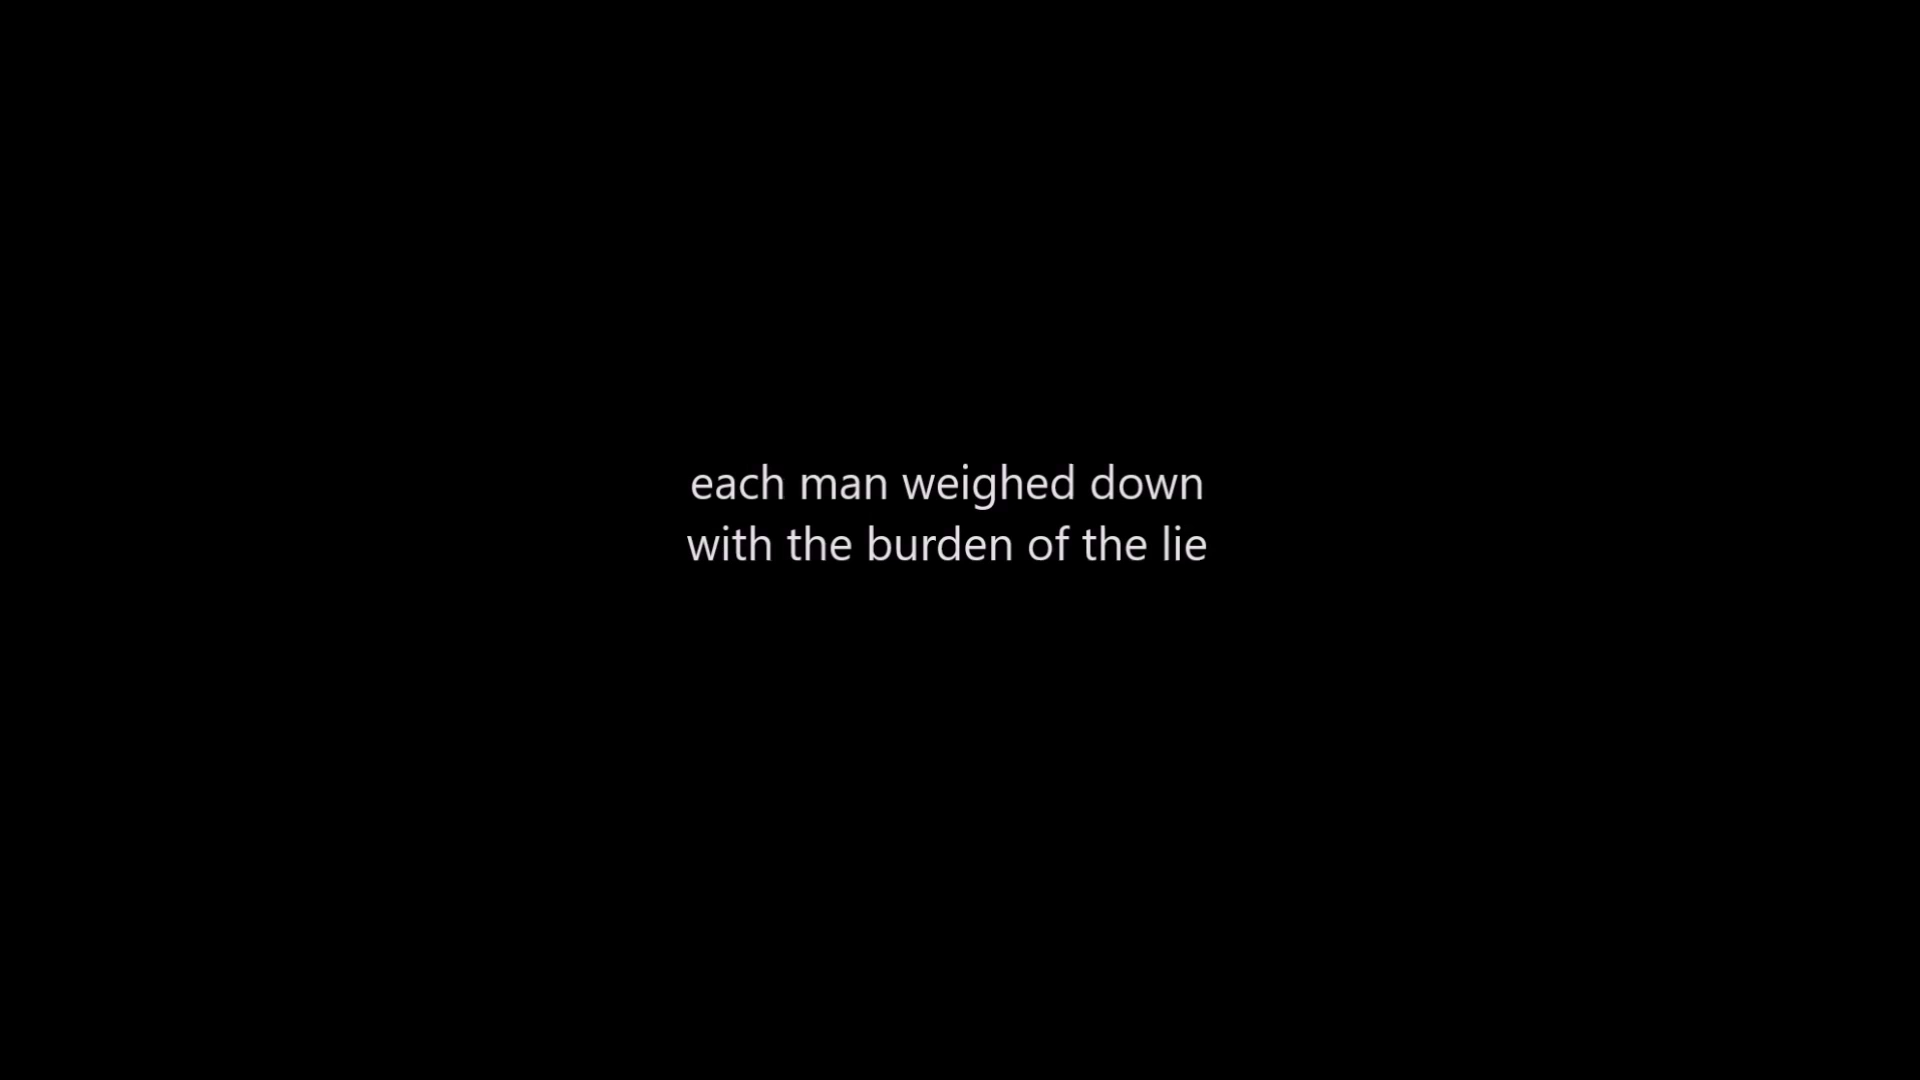 each man weighed down
with the burden of the lie